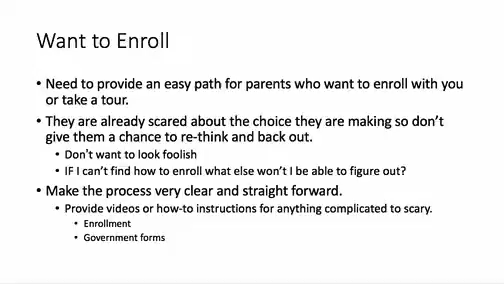 Want to Enroll
• Need to provide an easy path for parents who want to enroll with you
or take a tour.
• They are already scared about the choice they are making so don't
give them a chance to re-think and back out.
• Don't want to look foolish
• IF I can't find how to enroll what else won't I be able to figure out?
• Make the process very clear and straight forward.
• Provide videos or how-to instructions for anything complicated to scary.
• Enrollment
• Government forms